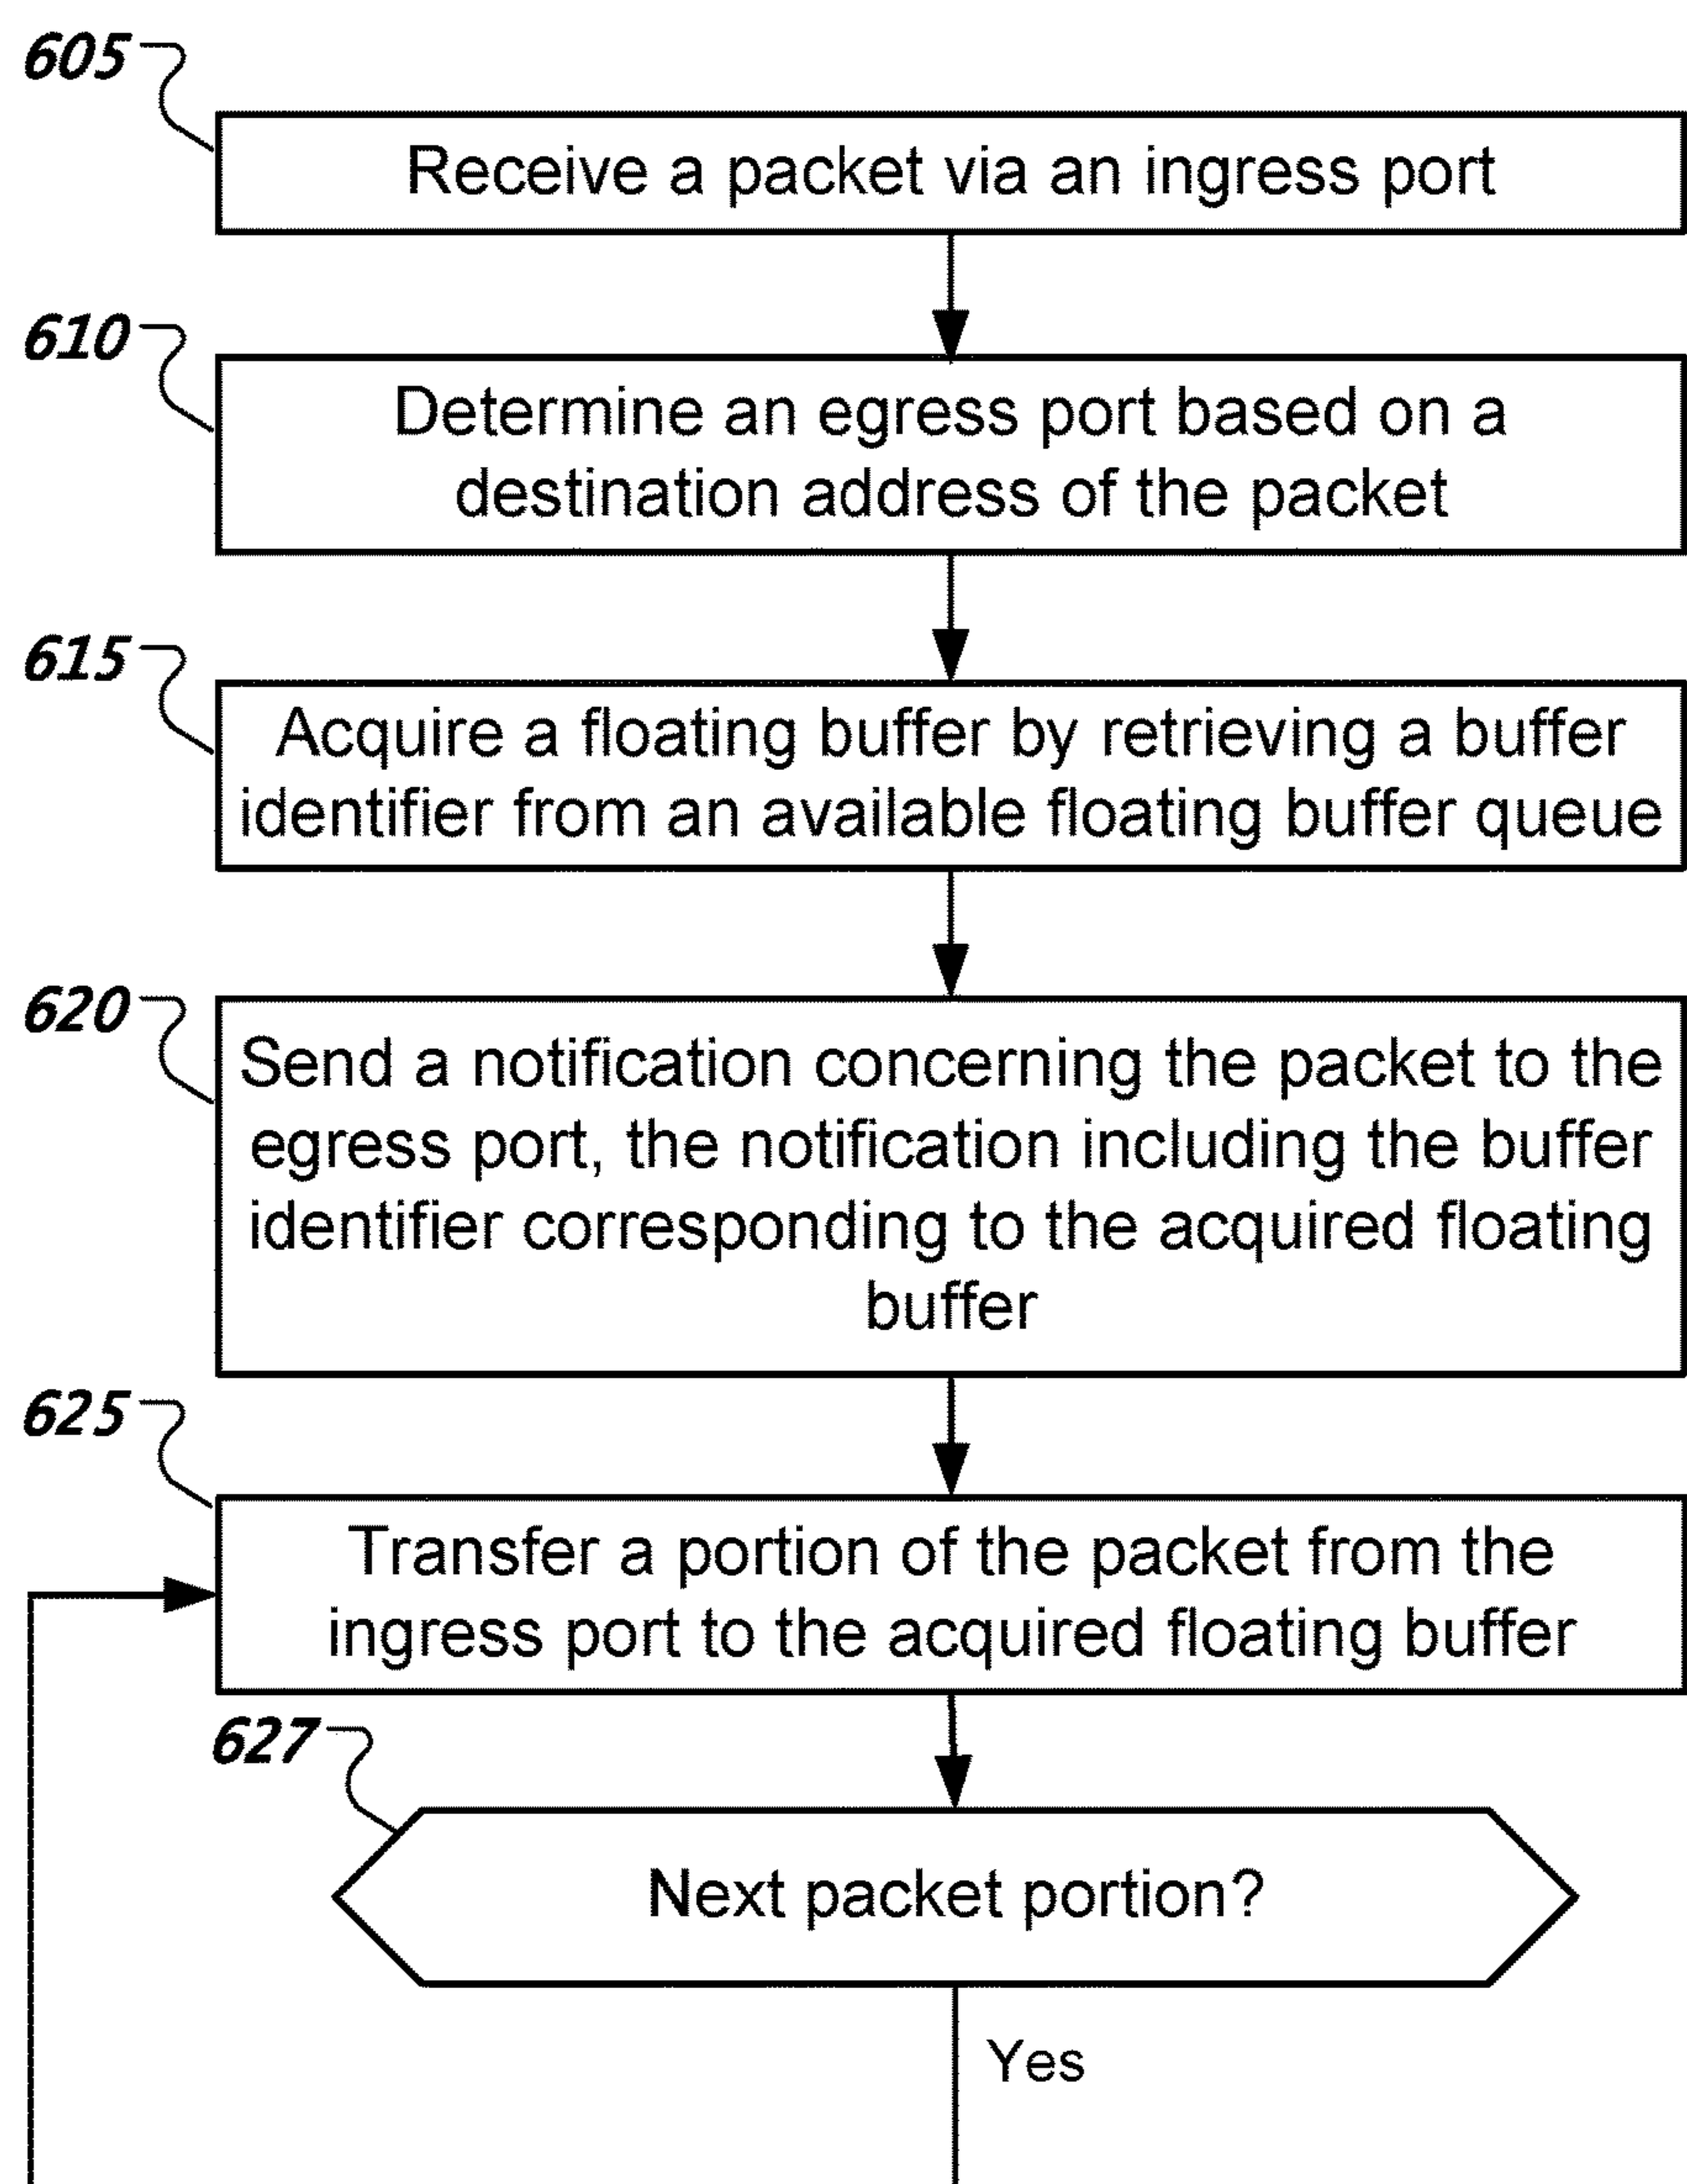 605
Receive a packet via an ingress port
610
Determine an egress port based on a
destination address of the packet
615
Acquire a floating buffer by retrieving a buffer
identifier from an available floating buffer queue
620
Send a notification concerning the packet to the
egress port, the notification including the buffer
identifier corresponding to the acquired floating
buffer
625
Transfer a portion of the packet from the
ingress port to the acquired floating buffer
627
Next packet portion?
Yes